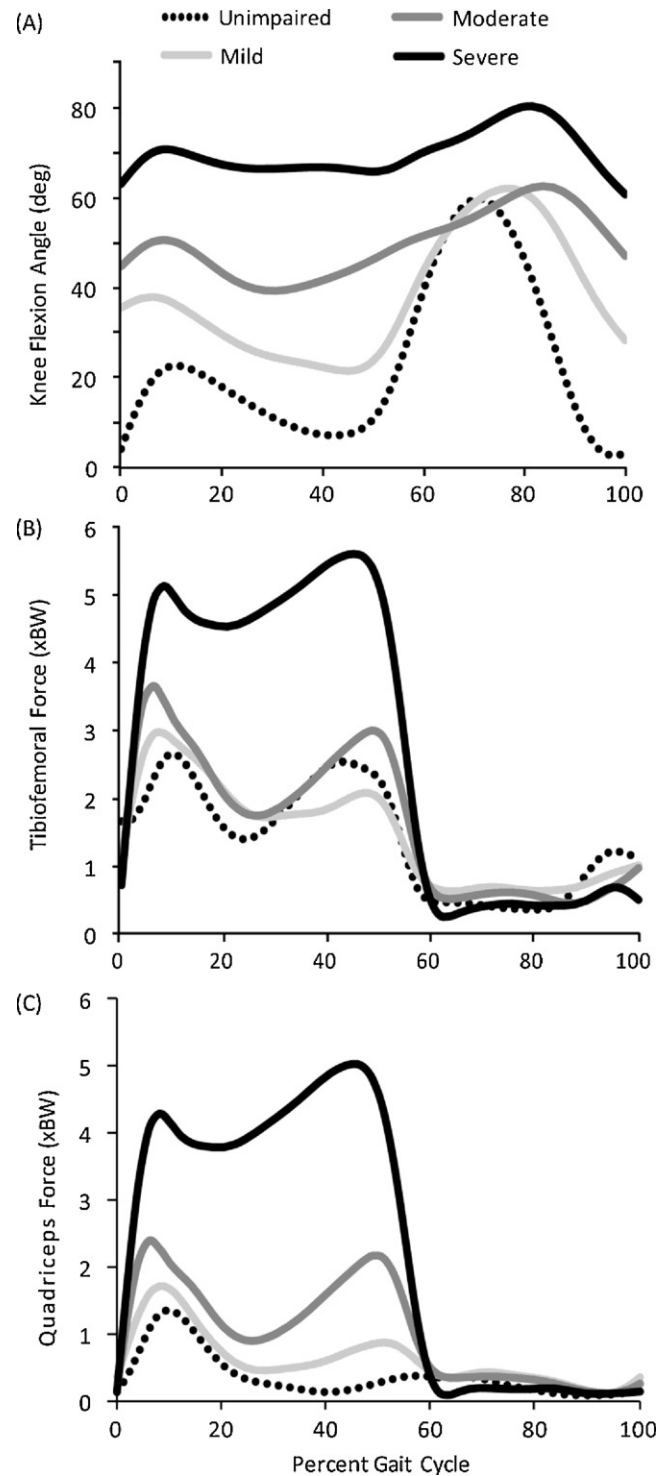 (A)
Unimpaired
Moderate
Mild
Severe
Knee Flexion Angle (deg)
80
60
40
20
0
0 20 40 60 80 100
(B)
Tibiofemoral Force (xBW)
6
5
4
3
2
1
0
0 20 40 60 80 100
(C)
Quadriceps Force (xBW)
6
5
4
3
2
1
0
0 20 40 60 80 100
Percent Gait Cycle